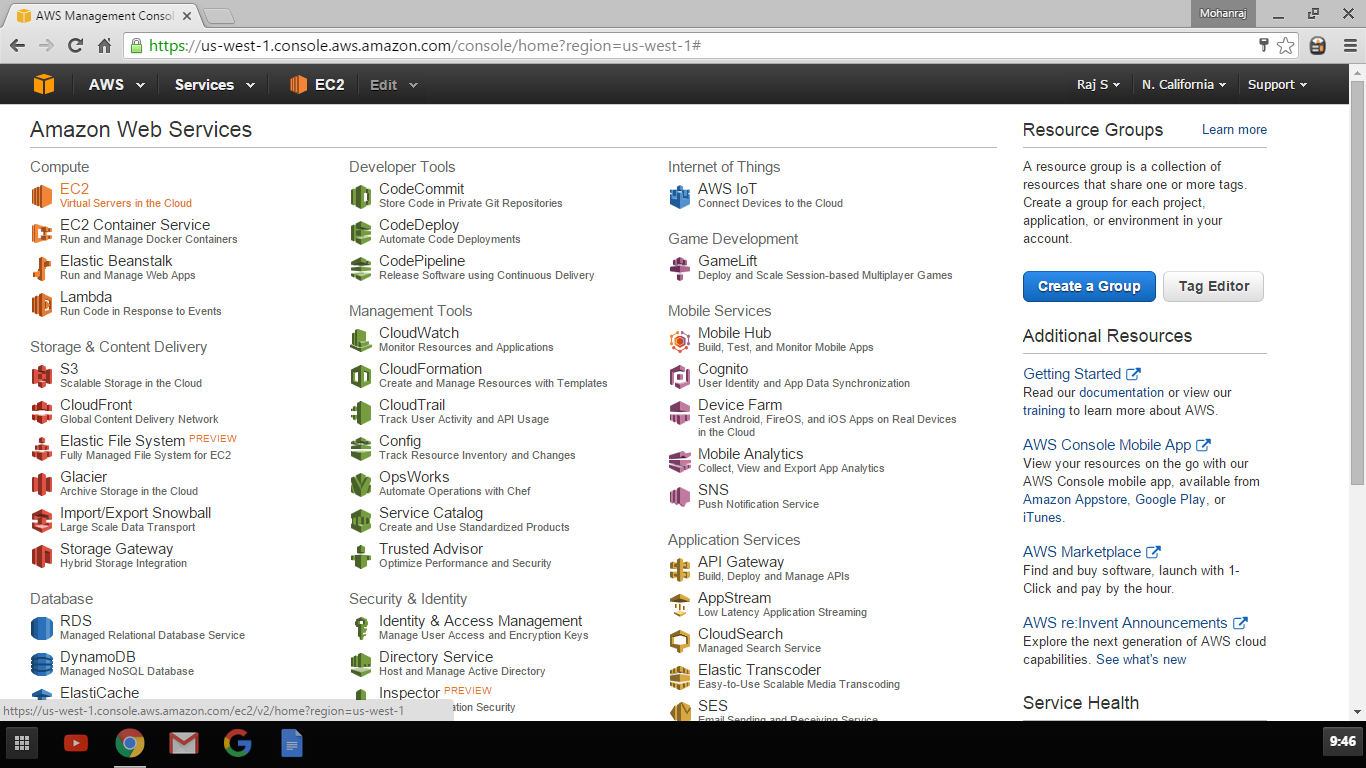 AWS Management Consol
Mohanraj
https://us-west-1.console.aws.amazon.com/console/home?region=us-west-1#
AWS
Services
EC2
Edit
Raj S
N. California
Support
Amazon Web Services
Compute
EC2
Virtual Servers in the Cloud
EC2 Container Service
Run and Manage Docker Containers
Elastic Beanstalk
Run and Manage Web Apps
Lambda
Run Code in Response to Events
Storage & Content Delivery
S3
Scalable Storage in the Cloud
CloudFront
Global Content Delivery Network
Elastic File System PREVIEW
Fully Managed File System for EC2
Glacier
Archive Storage in the Cloud
Import/Export Snowball
Large Scale Data Transport
Storage Gateway
Hybrid Storage Integration
Database
RDS
Managed Relational Database Service
DynamoDB
Managed NoSQL Database
ElastiCache
Developer Tools
CodeCommit
Store Code in Private Git Repositories
CodeDeploy
Automate Code Deployments
CodePipeline
Release Software using Continuous Delivery
Management Tools
CloudWatch
Monitor Resources and Applications
CloudFormation
Create and Manage Resources with Templates
CloudTrail
Track User Activity and API Usage
Config
Track Resource Inventory and Changes
OpsWorks
Automate Operations with Chef
Service Catalog
Create and Use Standardized Products
Trusted Advisor
Optimize Performance and Security
Security & Identity
Identity & Access Management
Manage User Access and Encryption Keys
Directory Service
Host and Manage Active Directory
Inspector PREVIEW
ation Security
Internet of Things
AWS IoT
Connect Devices to the Cloud
Game Development
GameLift
Deploy and Scale Session-based Multiplayer Games
Mobile Services
Mobile Hub
Build, Test, and Monitor Mobile Apps
Cognito
User Identity and App Data Synchronization
Device Farm
Test Android, FireOS, and iOS Apps on Real Devices
in the Cloud
Mobile Analytics
Collect, View and Export App Analytics
SNS
Push Notification Service
Application Services
API Gateway
Build, Deploy and Manage APIs
AppStream
Low Latency Application Streaming
CloudSearch
Managed Search Service
Elastic Transcoder
Easy-to-Use Scalable Media Transcoding
SES
Email Sending and Receiving Service
Resource Groups
Learn more
A resource group is a collection of
resources that share one or more tags.
Create a group for each project,
application, or environment in your
account.
Create a Group
Tag Editor
Additional Resources
Getting Started
Read our documentation or view our
training to learn more about AWS.
AWS Console Mobile App
View your resources on the go with our
AWS Console mobile app, available from
Amazon Appstore, Google Play, or
iTunes.
AWS Marketplace
Find and buy software, launch with 1-
Click and pay by the hour.
AWS re:Invent Announcements
Explore the next generation of AWS cloud
capabilities. See what's new
Service Health
https://us-west-1.console.aws.amazon.com/ec2/v2/home?region=us-west-1
9:46